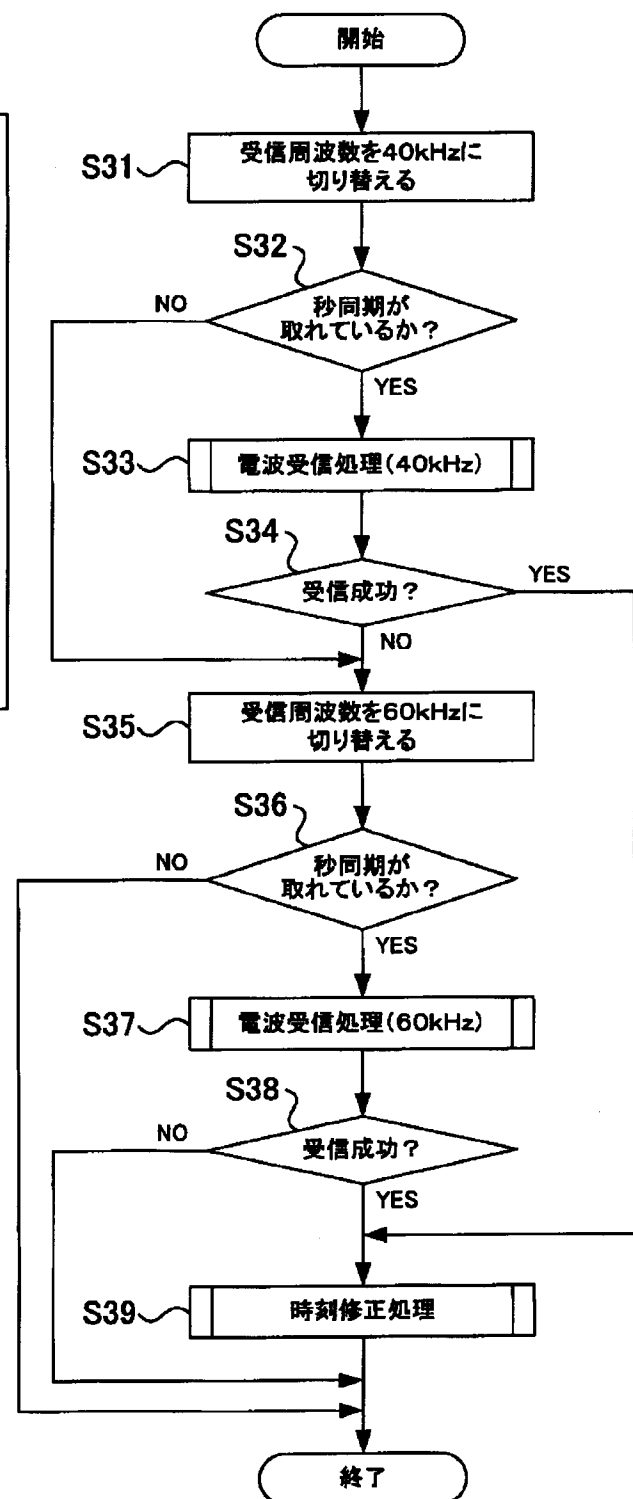 開始
S31
受信周波数を40kHzに
切り替える
S32
NO
秒同期が
取れているか？
YES
S33
電波受信処理(40kHz)
S34
受信成功？
YES
NO
S35
受信周波数を60kHzに
切り替える
S36
NO
秒同期が
取れているか？
YES
S37
電波受信処理(60kHz)
S38
NO
受信成功？
YES
S39
時刻修正処理
終了